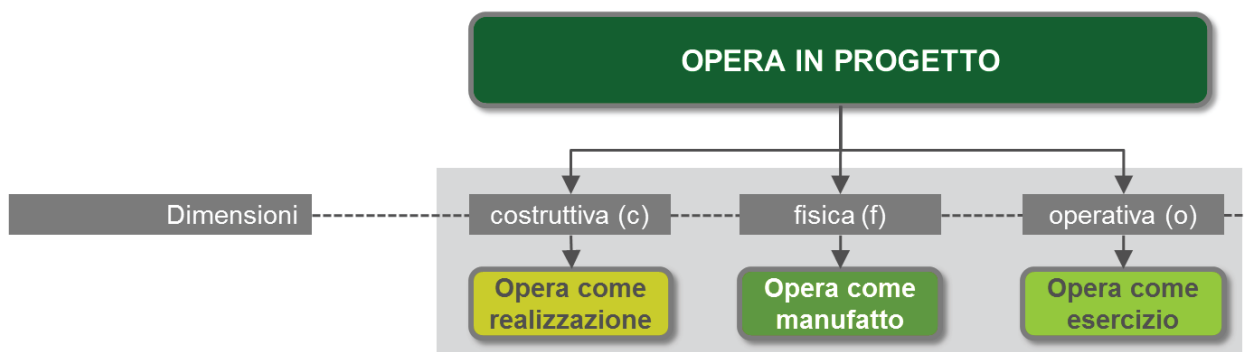 OPERA IN PROGETTO
Dimensioni
costruttiva (c)
fisica (f)
operativa (o)
Opera come
realizzazione
Opera come
manufatto
Opera come
esercizio